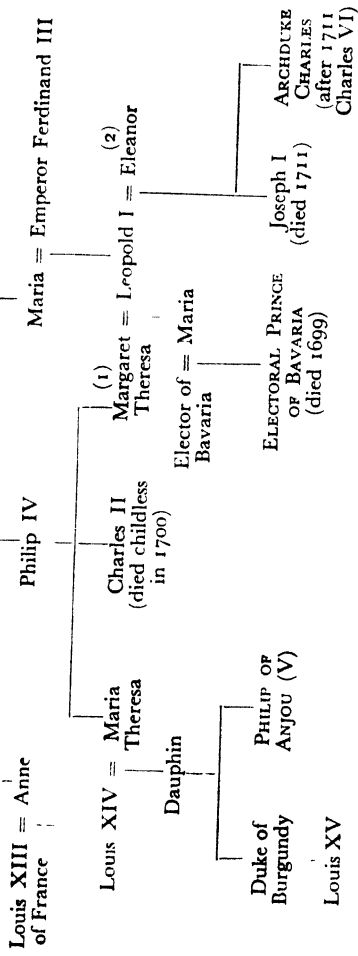 Louis XIII = Anne
of France
Philip IV
Maria = Emperor Ferdinand III
Louis XIV = Maria
Theresa
Charles II
(died childless
in 1700)
(1)
Margaret = Leopold I = Eleanor
Theresa
(2)
Dauphin
Elector of = Maria
Bavaria
Duke of
Burgundy
PHILIP OF
ANJOU (V)
ELECTORAL PRINCE
OF BAVARIA
(died 1699)
Joseph I
(died 1711)
ARCHDUKE
CHARLES
(after 1711
Charles VI)
Louis XV